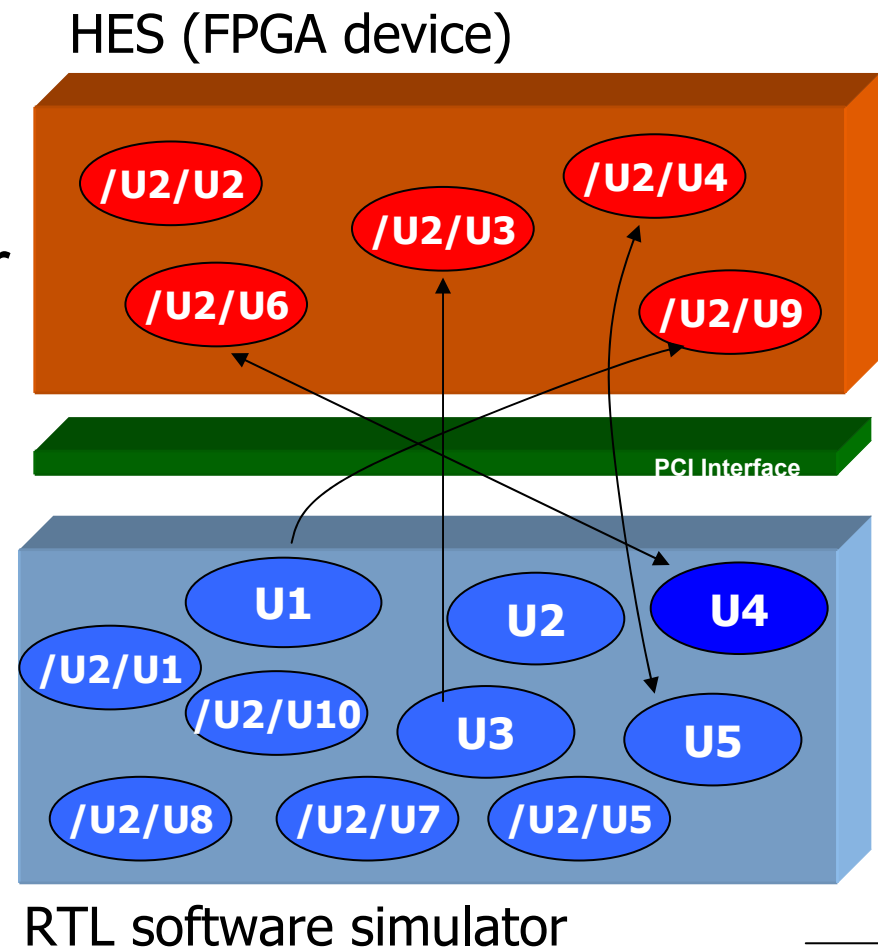 HES (FPGA device)
/U2/U2
/U2/U4
/U2/U3
/U2/U6
/U2/U9
PCI Interface
U1
U2
U4
/U2/U1
/U2/U10
U3
U5
/U2/U8
/U2/U7
/U2/U5
RTL software simulator